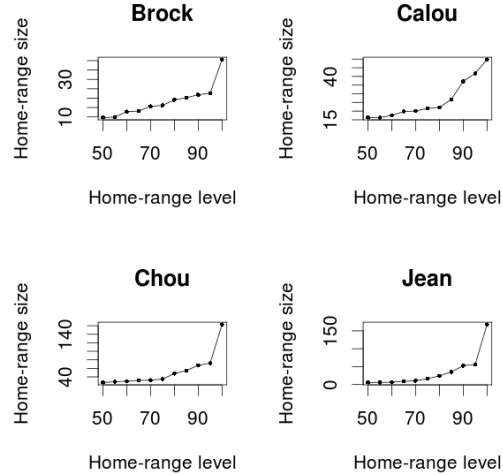 Brock
Home-range size
30
10
50 70 90
Home-range level
Calou
Home-range size
40
15
50 70 90
Home-range level
Chou
Home-range size
140
40
50 70 90
Home-range level
Jean
Home-range size
150
0
50 70 90
Home-range level